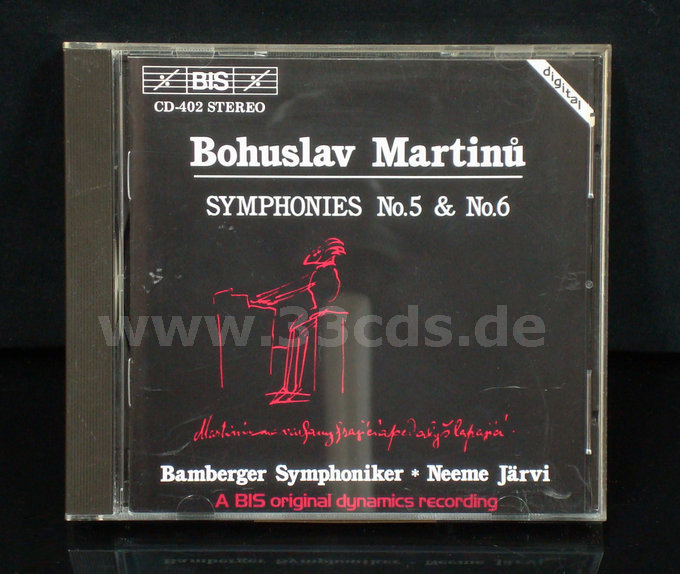 BIS
digital
CD-402 STEREO
Bohuslav Martinů
SYMPHONIES No.5 & No.6
www.33cds.de
Bamberger Symphoniker * Neeme Järvi
A BIS original dynamics recording